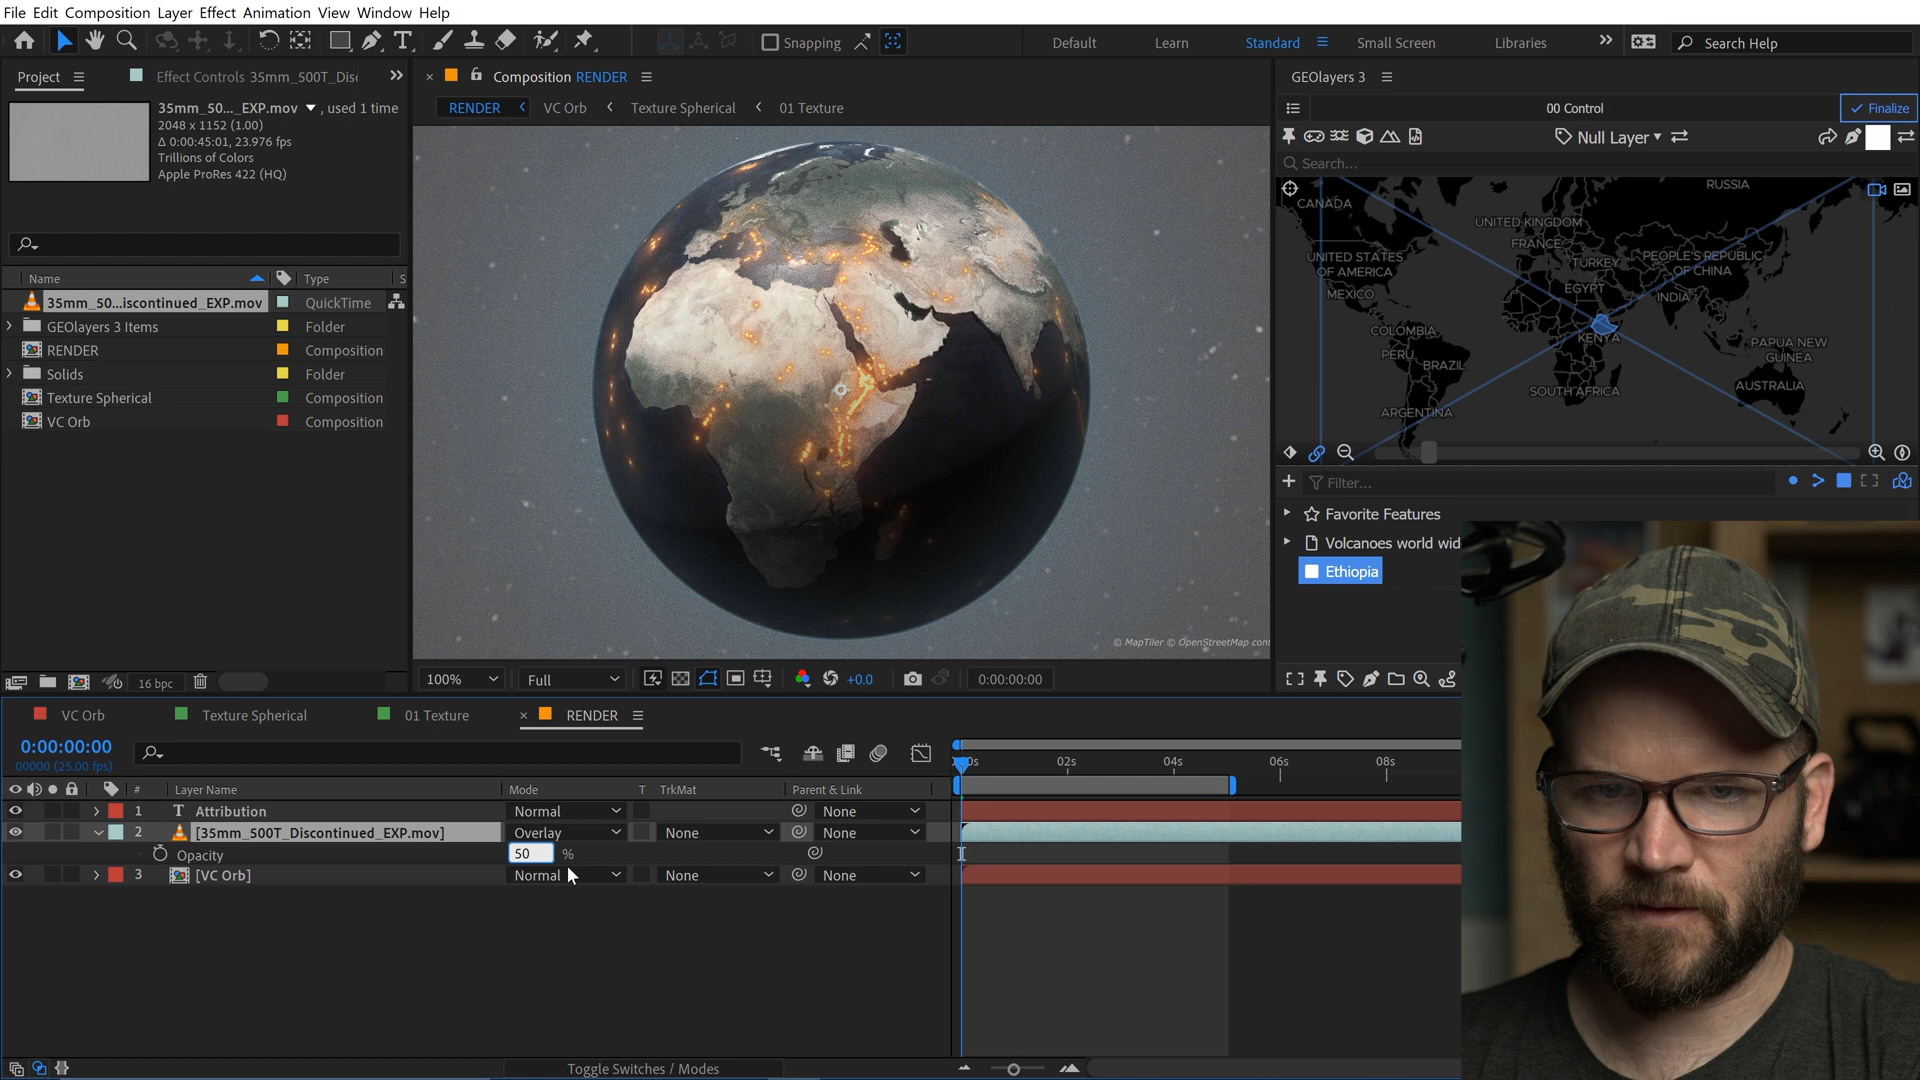 File Edit Composition Layer Effect Animation View Window Help
Snapping
Default
Learn
Standard
Small Screen
Libraries
Search Help
Project
Effect Controls 35mm_500T_Disc
Composition RENDER
GEOlayers 3
35mm_50..._EXP.mov , used 1 time
2048 x 1152 (1.00)
Δ 0:00:45:01, 23.976 fps
Trillions of Colors
Apple ProRes 422 (HQ)
RENDER
VC Orb
Texture Spherical
01 Texture
00 Control
Finalize
Null Layer
Search...
CANADA
RUSSIA
UNITED KINGDOM
FRANCE
UNITED STATES
OF AMERICA
TURKEY
PEOPLE'S REPUBLIC
OF CHINA
MEXICO
EGYPT
INDIA
COLOMBIA
KENYA
PERU
BRAZIL
PAPUA NEW
GUINEA
SOUTH AFRICA
AUSTRALIA
ARGENTINA
Name
Type
S
35mm_50...iscontinued_EXP.mov
QuickTime
GEOlayers 3 Items
Folder
RENDER
Composition
Solids
Folder
Texture Spherical
Composition
VC Orb
Composition
Filter...
Favorite Features
Volcanoes world wid
Ethiopia
© MapTiler © OpenStreetMap cont
16 bpc
100%
Full
+0.0
0:00:00:00
VC Orb
Texture Spherical
01 Texture
RENDER
0:00:00:00
00000 (25.00 fps)
02s
04s
06s
08s
#
Layer Name
Mode
T
TrkMat
Parent & Link
1
T
Attribution
Normal
None
2
[35mm_500T_Discontinued_EXP.mov]
Overlay
None
None
Opacity
50
%
3
[VC Orb]
Normal
None
None
Toggle Switches / Modes